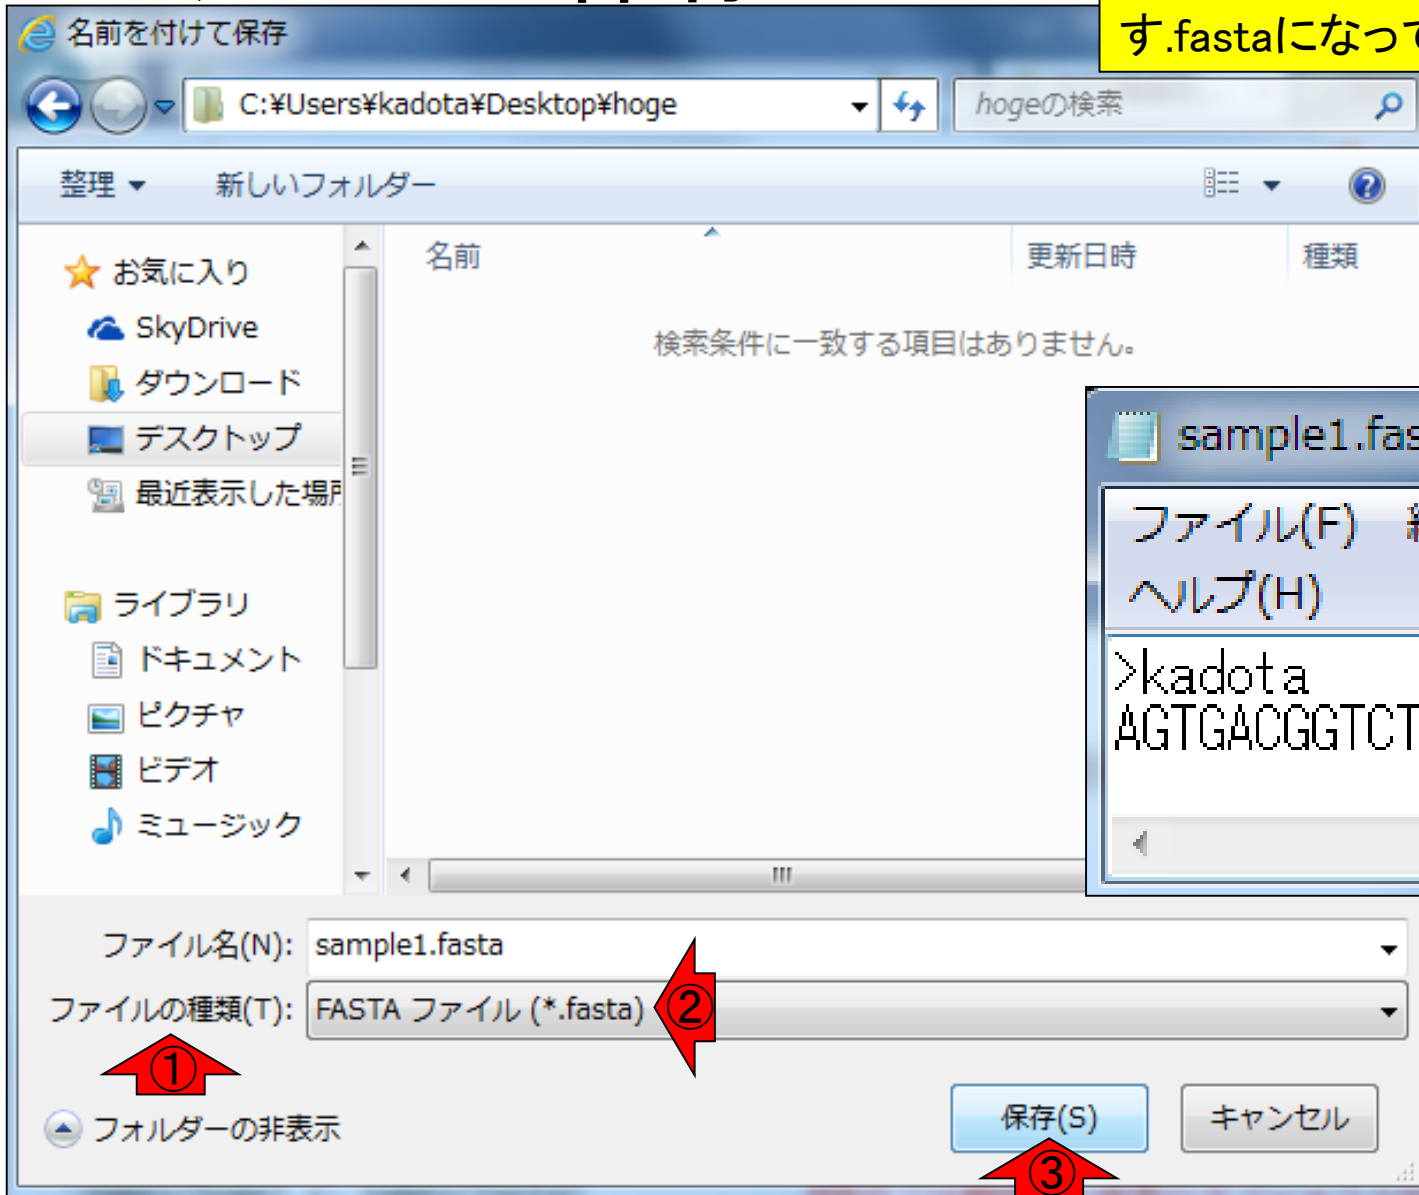 す.fastaになって
名前を付けて保存
C:¥Users¥kadota¥Desktop¥hoge
hogeの検索
整理
新しいフォルダー
お気に入り
SkyDrive
ダウンロード
デスクトップ
最近表示した場所
ライブラリ
ドキュメント
ピクチャ
ビデオ
ミュージック
名前
更新日時
種類
検索条件に一致する項目はありません。
sample1.fas
ファイル(F)
ヘルプ(H)
>kadota
AGTGACGGTCT
ファイル名(N): sample1.fasta
ファイルの種類(T): FASTA ファイル (*.fasta)
②
①
フォルダーの非表示
保存(S)
キャンセル
③